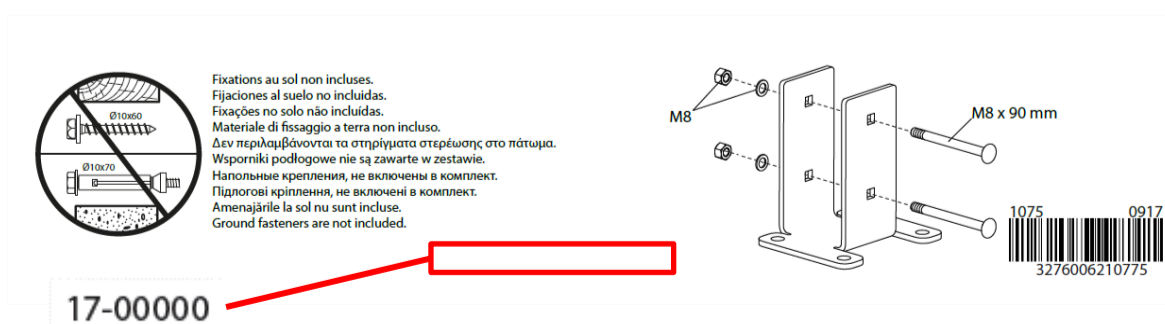 Ø10x60
Ø10x70
Fixations au sol non incluses.
Fijaciones al suelo no incluidas.
Fixações no solo não incluídas.
Materiale di fissaggio a terra non incluso.
Δεν περιλαμβάνονται τα στηρίγματα στερέωσης στο πάτωμα.
Wsporniki podłogowe nie są zawarte w zestawie.
Напольные крепления, не включены в комплект.
Підлогові кріплення, не включені в комплект.
Amenajările la sol nu sunt incluse.
Ground fasteners are not included.
M8
M8 x 90 mm
1075 0917
3276006210775
17-00000